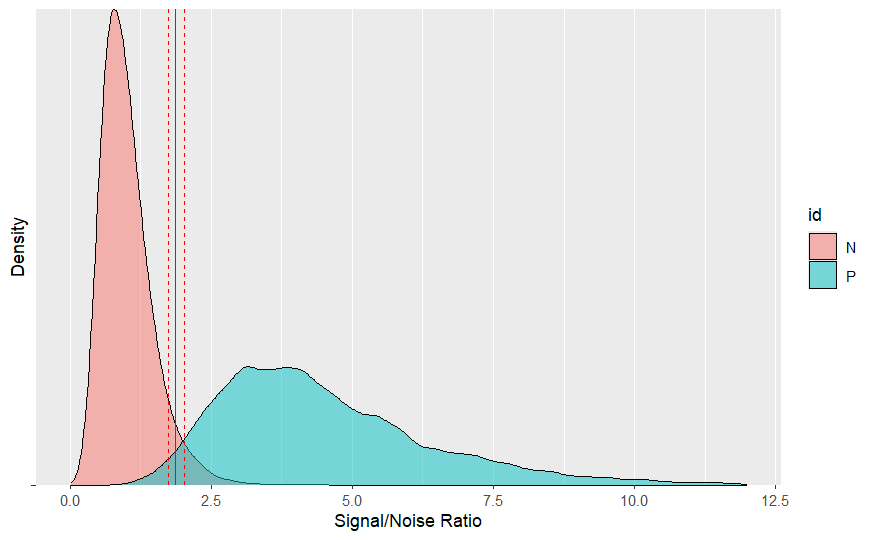 Density
0.0 2.5 5.0 7.5 10.0 12.5
Signal/Noise Ratio
id
N
P